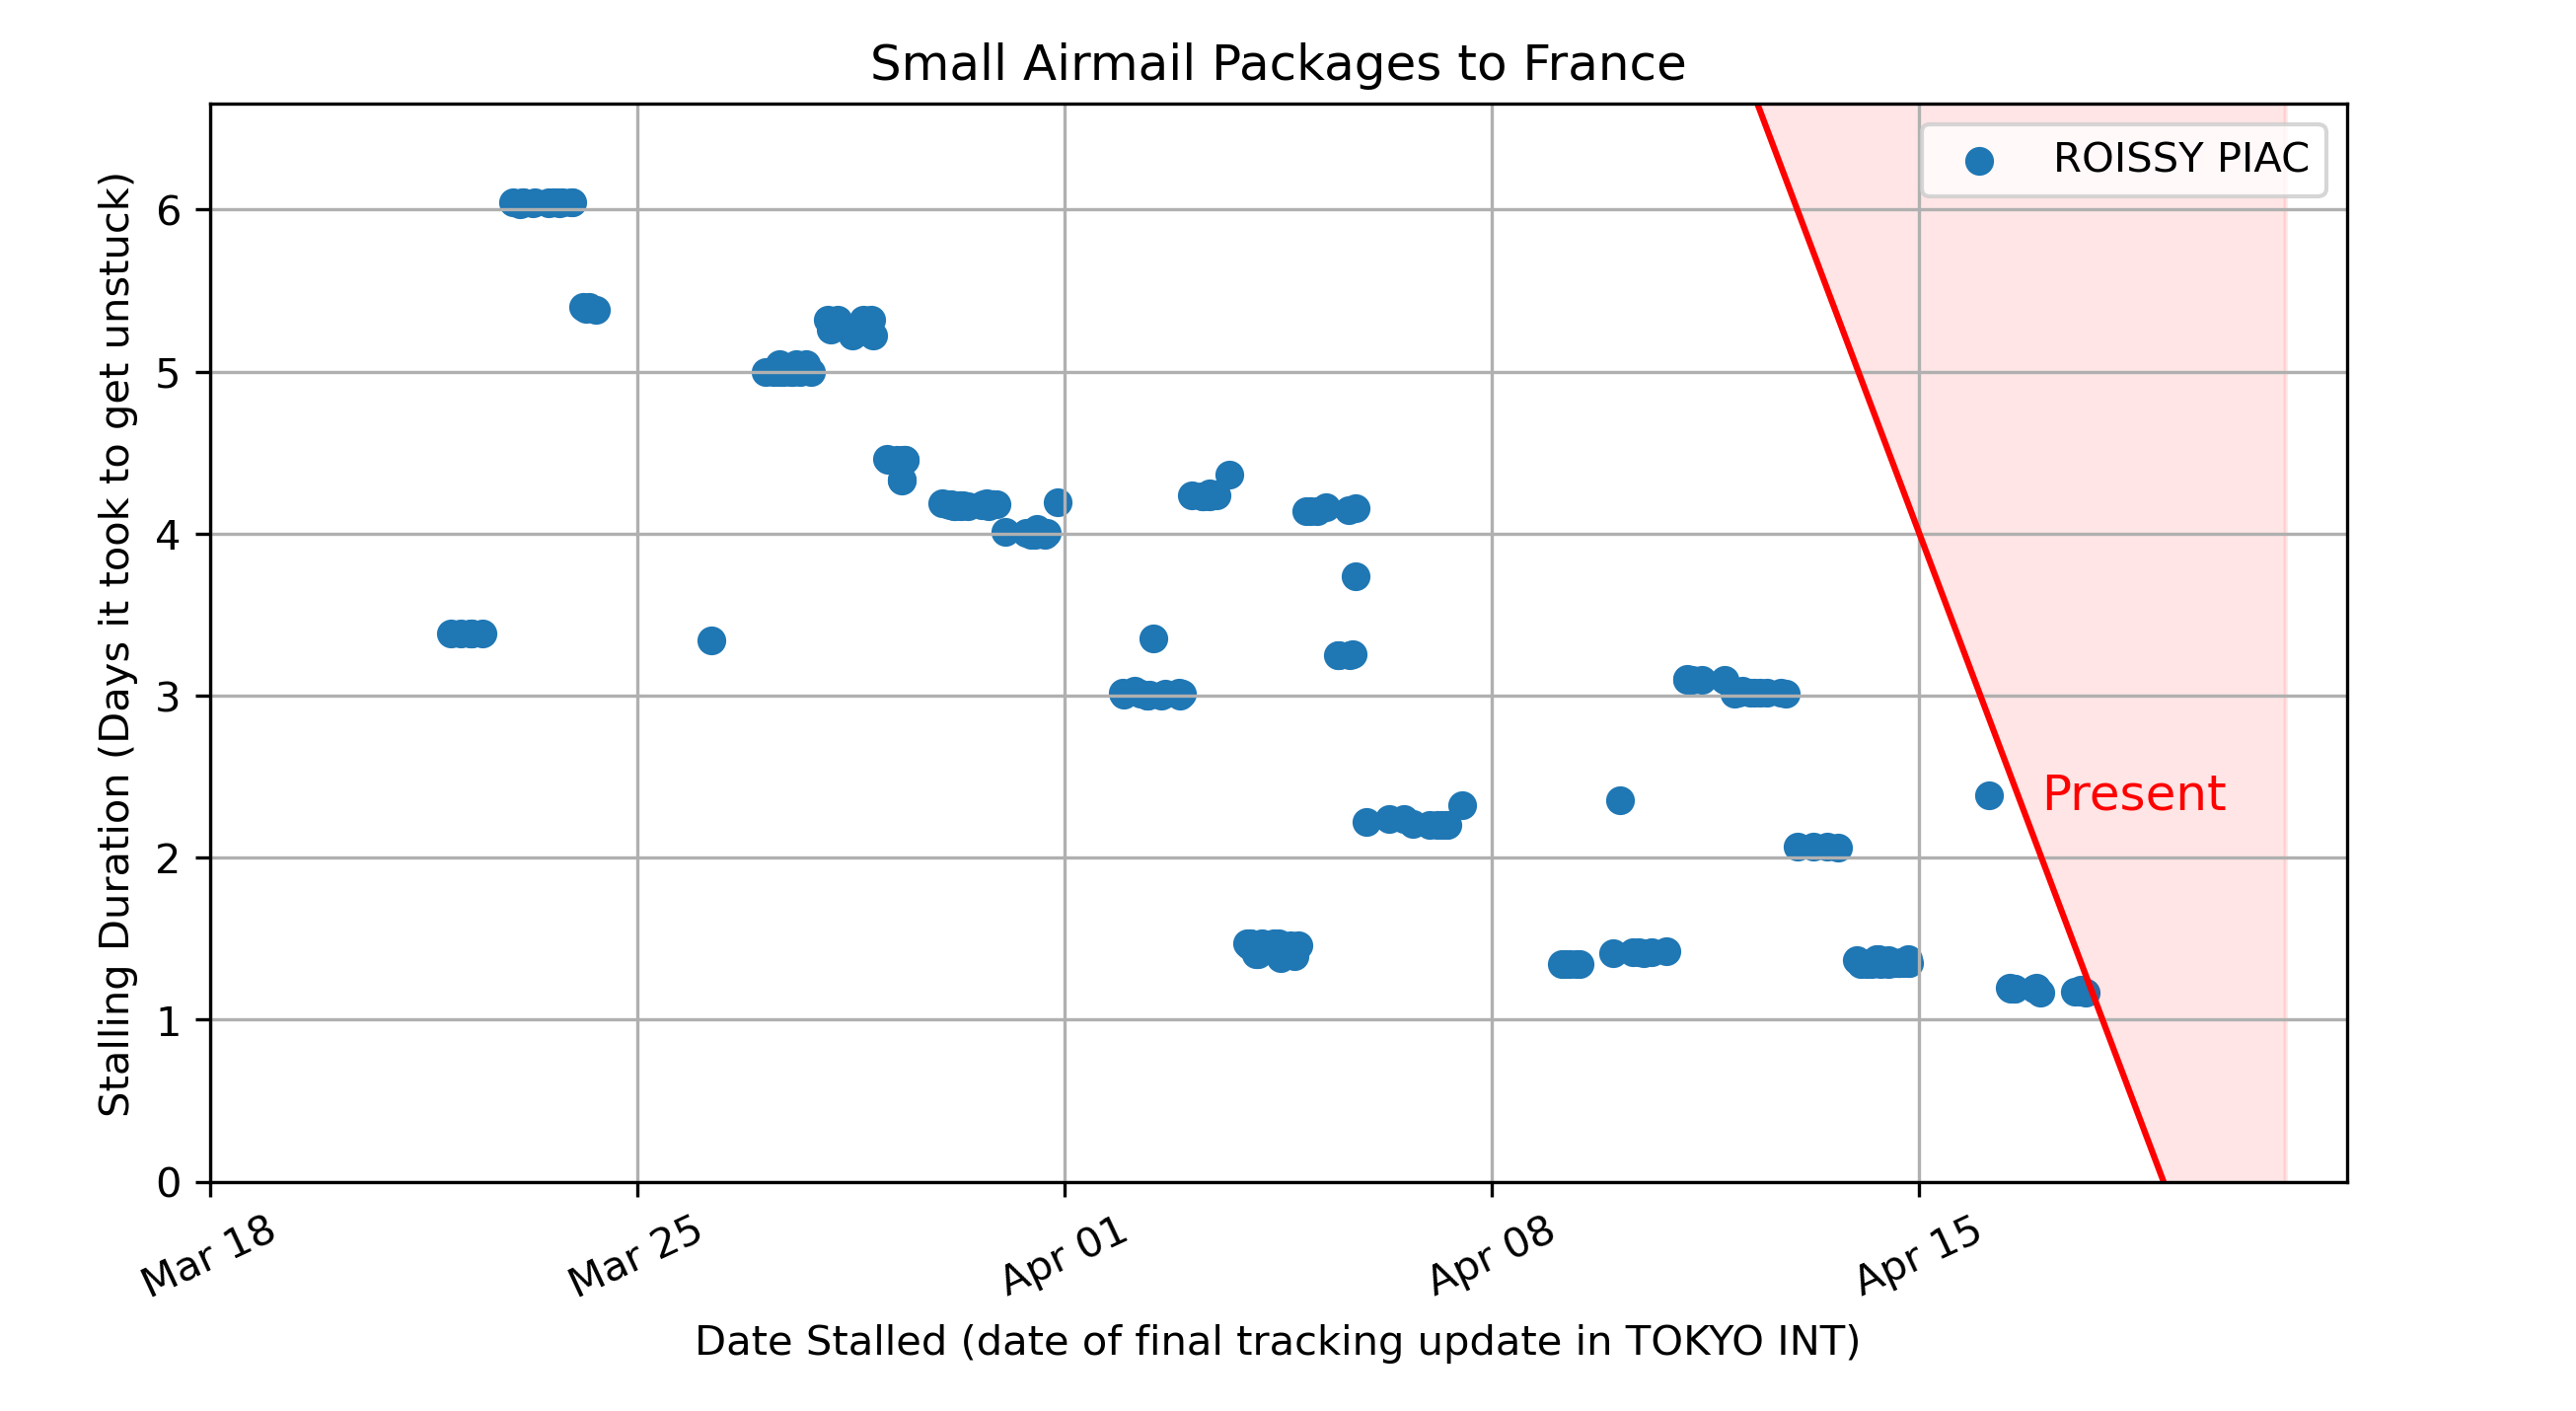 Small Airmail Packages to France
ROISSY PIAC
Present
Stalling Duration (Days it took to get unstuck)
6
5
4
3
2
1
0
Mar 18
Mar 25
Apr 01
Apr 08
Apr 15
Date Stalled (date of final tracking update in TOKYO INT)